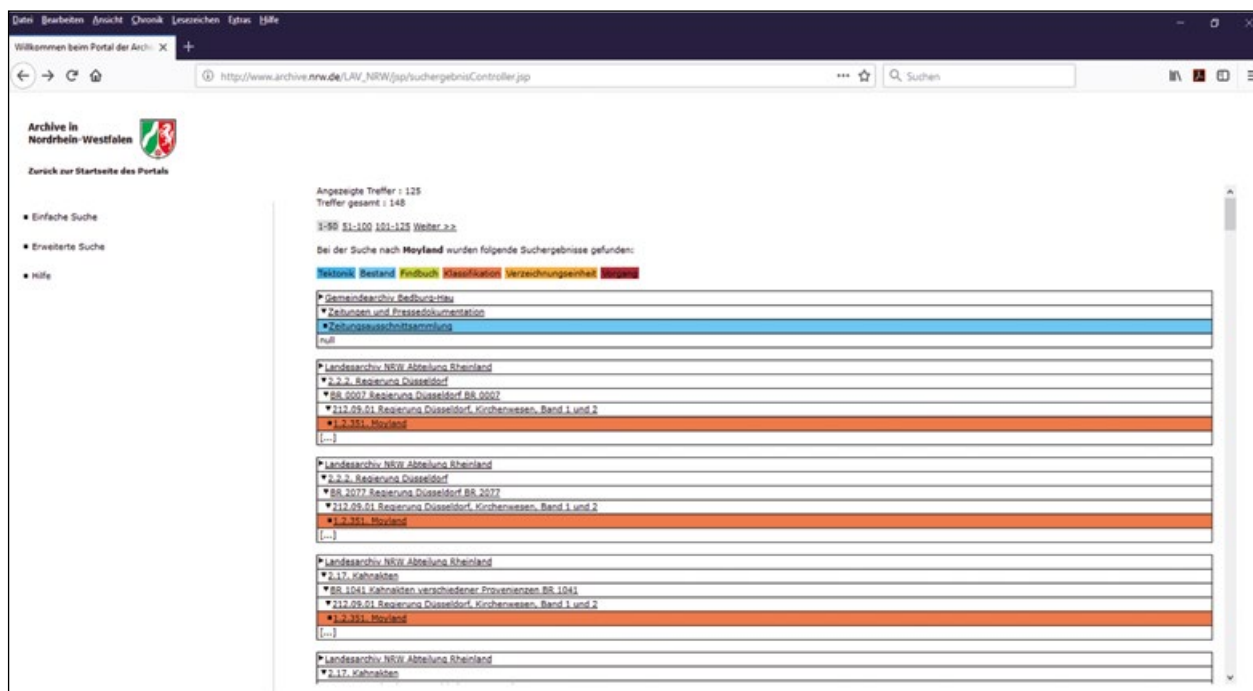 Datei Bearbeiten Ansicht Chronik Lesezeichen Extras Hilfe
Willkommen beim Portal der Archi
http://www.archive.nrw.de/LAV_NRW/jsp/suchergebnisController.jsp
Suchen
Archive in
Nordrhein-Westfalen
Zurück zur Startseite des Portals
Einfache Suche
Erweiterte Suche
Hilfe
Angezeigte Treffer : 125
Treffer gesamt : 148
1-50 51-100 101-125 Weiter >>
Bei der Suche nach Moyland wurden folgende Suchergebnisse gefunden:
Tektonik Bestand Findbuch Klassifikation Verzeichnungseinheit Vorgang
Gemeindearchiv Bedburg-Hau
Zeitungen und Pressedokumentation
Zeitungsausschnittsammlung
null
Landesarchiv NRW Abteilung Rheinland
2.2.2. Regierung Düsseldorf
BR 0007 Regierung Düsseldorf BR 0007
212.09.01 Regierung Düsseldorf, Kirchenwesen, Band 1 und 2
1.2.351. Moyland
[...]
Landesarchiv NRW Abteilung Rheinland
2.2.2. Regierung Düsseldorf
BR 2077 Regierung Düsseldorf BR 2077
212.09.01 Regierung Düsseldorf, Kirchenwesen, Band 1 und 2
1.2.351. Moyland
[...]
Landesarchiv NRW Abteilung Rheinland
2.17. Kahnakten
BR 1041 Kahnakten verschiedener Provenienzen BR 1041
212.09.01 Regierung Düsseldorf, Kirchenwesen, Band 1 und 2
1.2.351. Moyland
[...]
Landesarchiv NRW Abteilung Rheinland
2.17. Kahnakten